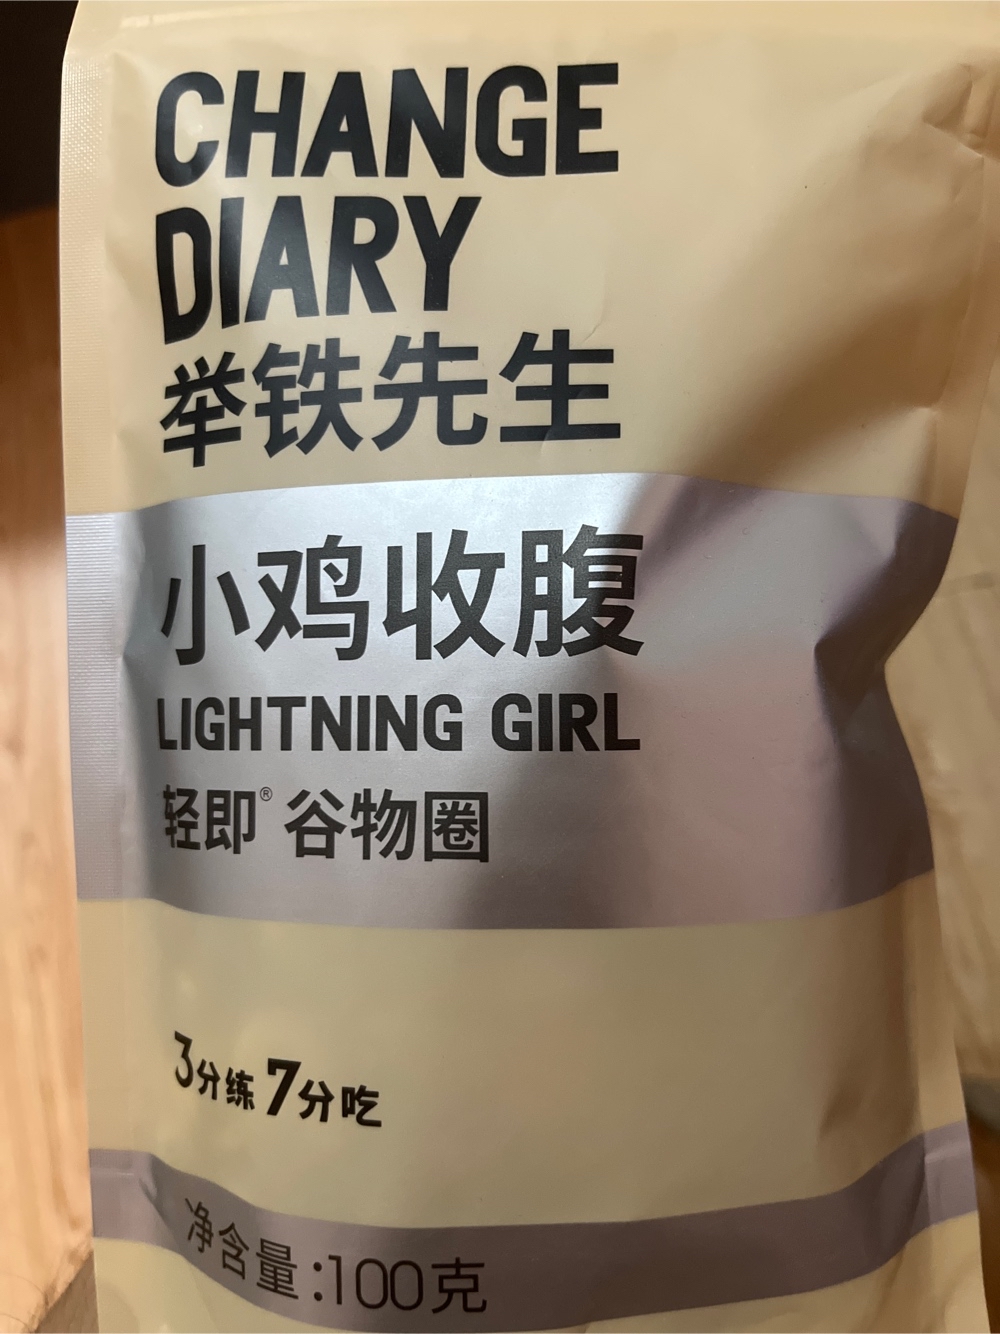 CHANGE
DIARY
举铁先生
小鸡收腹
LIGHTNING GIRL
轻即® 谷物圈
3分练 7分吃
净含量:100克